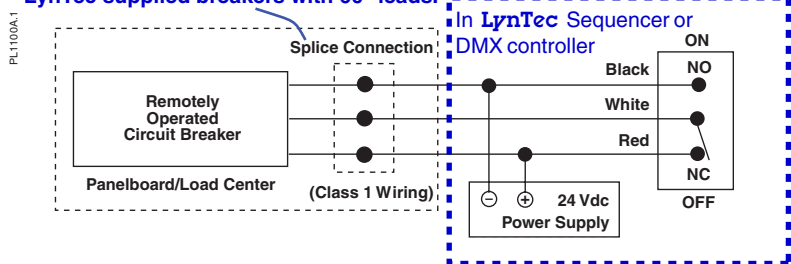 In LynTec Sequencer or
DMX controller
PL1100A.1
Splice Connection
ON
Black
NO
White
Remotely
Operated
Circuit Breaker
Red
NC
Panelboard/Load Center
(Class 1 Wiring)
OFF
− + 24 Vdc
Power Supply